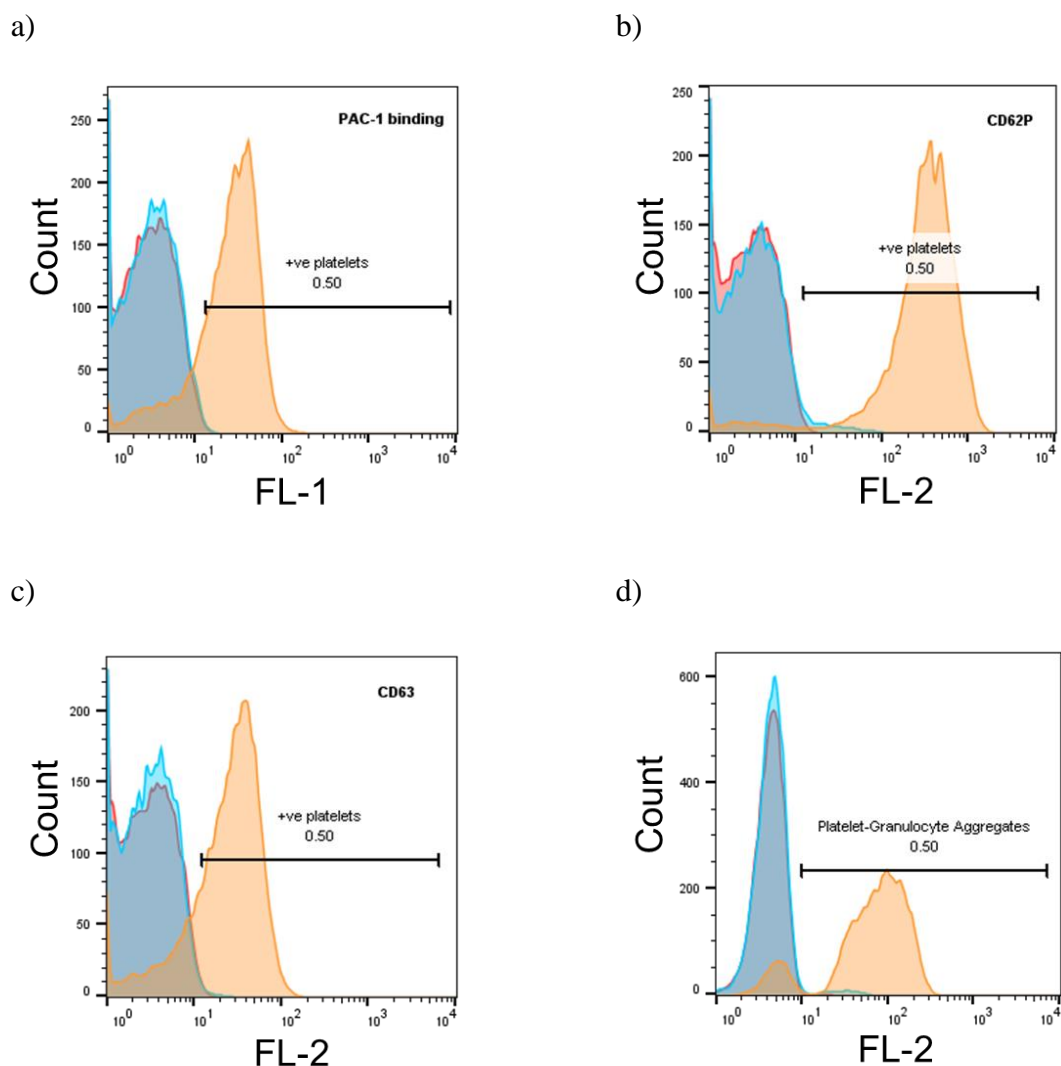 a)
b)
PAC-1 binding
+ve platelets
0.50
Count
250
200
150
100
50
0
10^0
10^1
10^2
10^3
10^4
FL-1
CD62P
+ve platelets
0.50
Count
250
200
150
100
50
0
10^0
10^1
10^2
10^3
10^4
FL-2
c)
d)
CD63
+ve platelets
0.50
Count
200
150
100
50
0
10^0
10^1
10^2
10^3
10^4
FL-2
Platelet-Granulocyte Aggregates
0.50
Count
600
400
200
0
10^0
10^1
10^2
10^3
10^4
FL-2